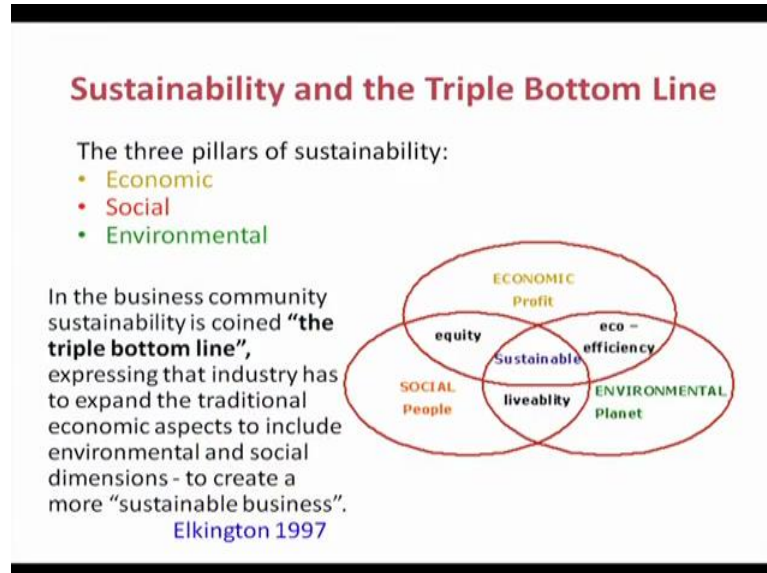 Sustainability and the Triple Bottom Line
The three pillars of sustainability:
• Economic
• Social
• Environmental
In the business community
sustainability is coined “the
triple bottom line”,
expressing that industry has
to expand the traditional
economic aspects to include
environmental and social
dimensions - to create a
more “sustainable business”.
Elkington 1997
ECONOMIC
Profit
equity
eco –
efficiency
Sustainable
SOCIAL
People
liveablity
ENVIRONMENTAL
Planet